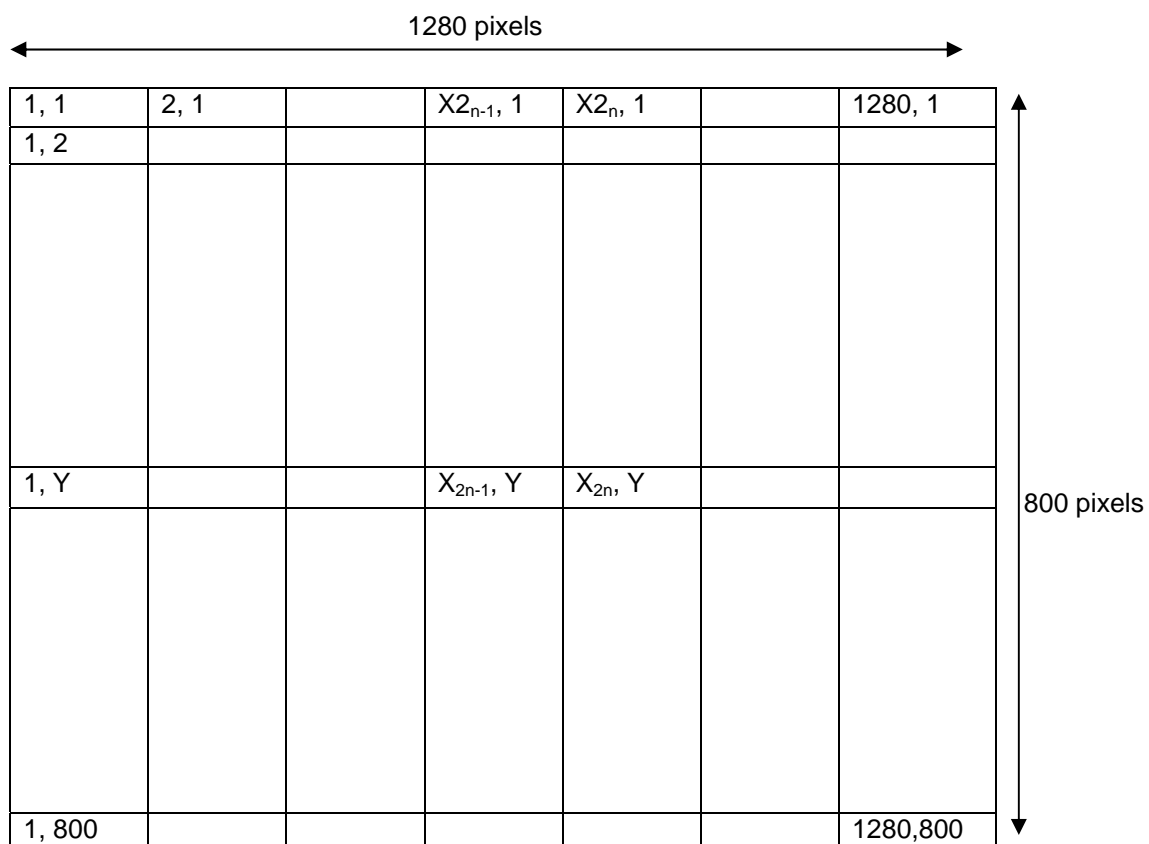 1280 pixels
1, 1 2, 1 X2n-1, 1 X2n, 1 1280, 1
1, 2
1, Y X2n-1, Y X2n, Y
800 pixels
1, 800 1280,800